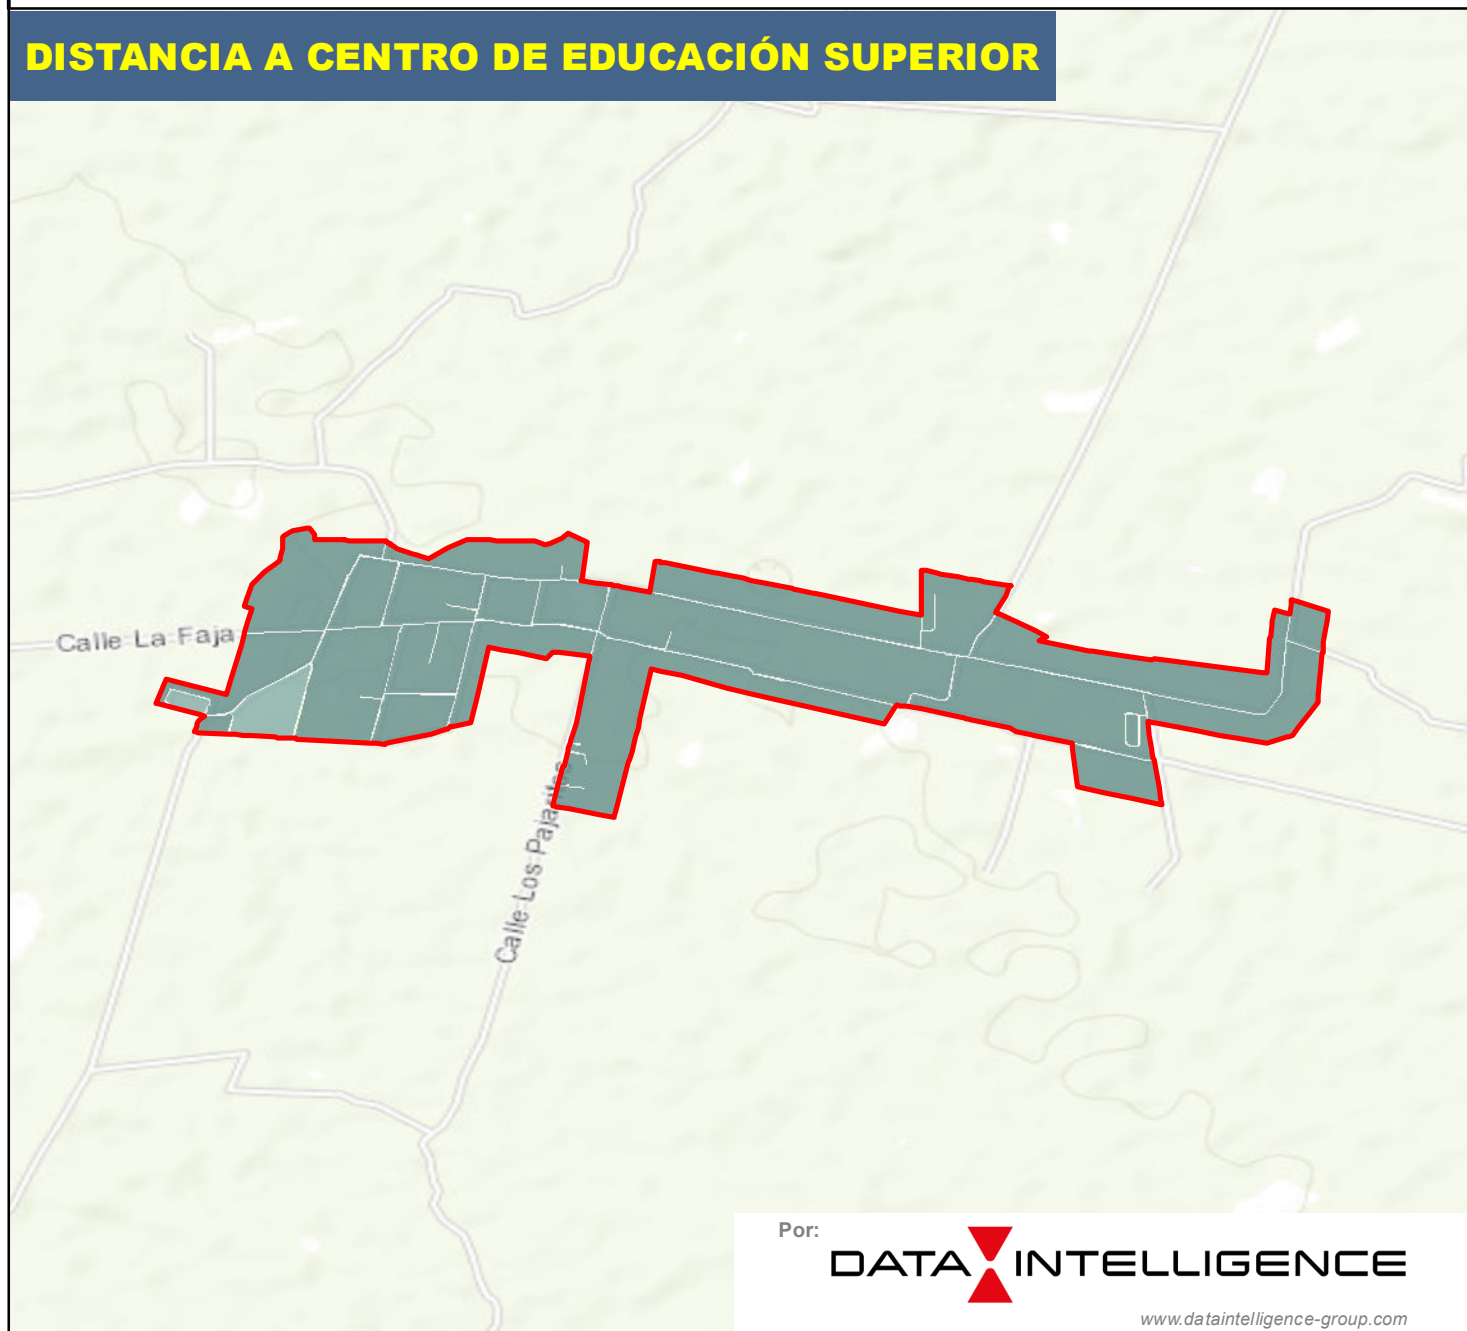 DISTANCIA A CENTRO DE EDUCACIÓN SUPERIOR
Calle La Faja
Calle Los Pajaritos
Por:
DATA INTELLIGENCE
www.dataintelligence-group.com